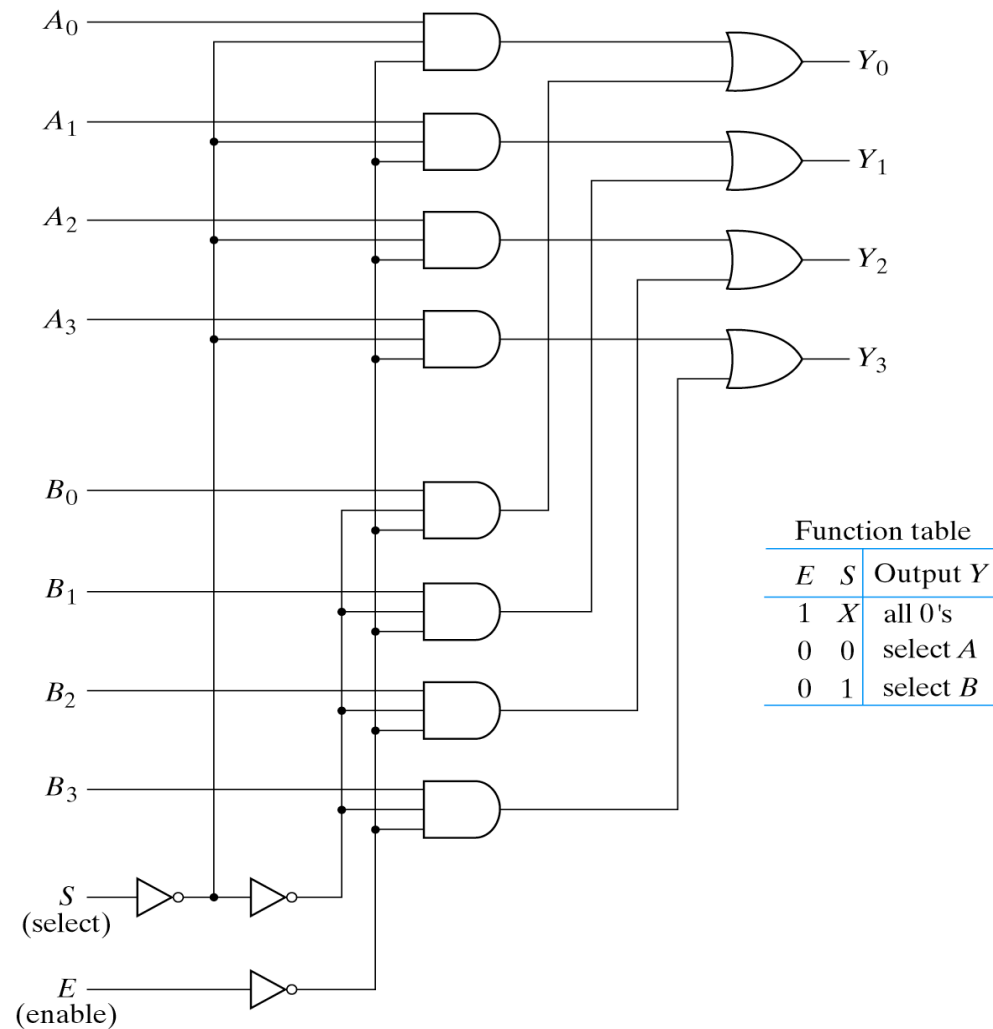 A0
Y0
A1
Y1
A2
Y2
A3
Y3
B0
B1
B2
B3
S
(select)
E
(enable)
Function table
E S Output Y
1 X all 0's
0 0 select A
0 1 select B